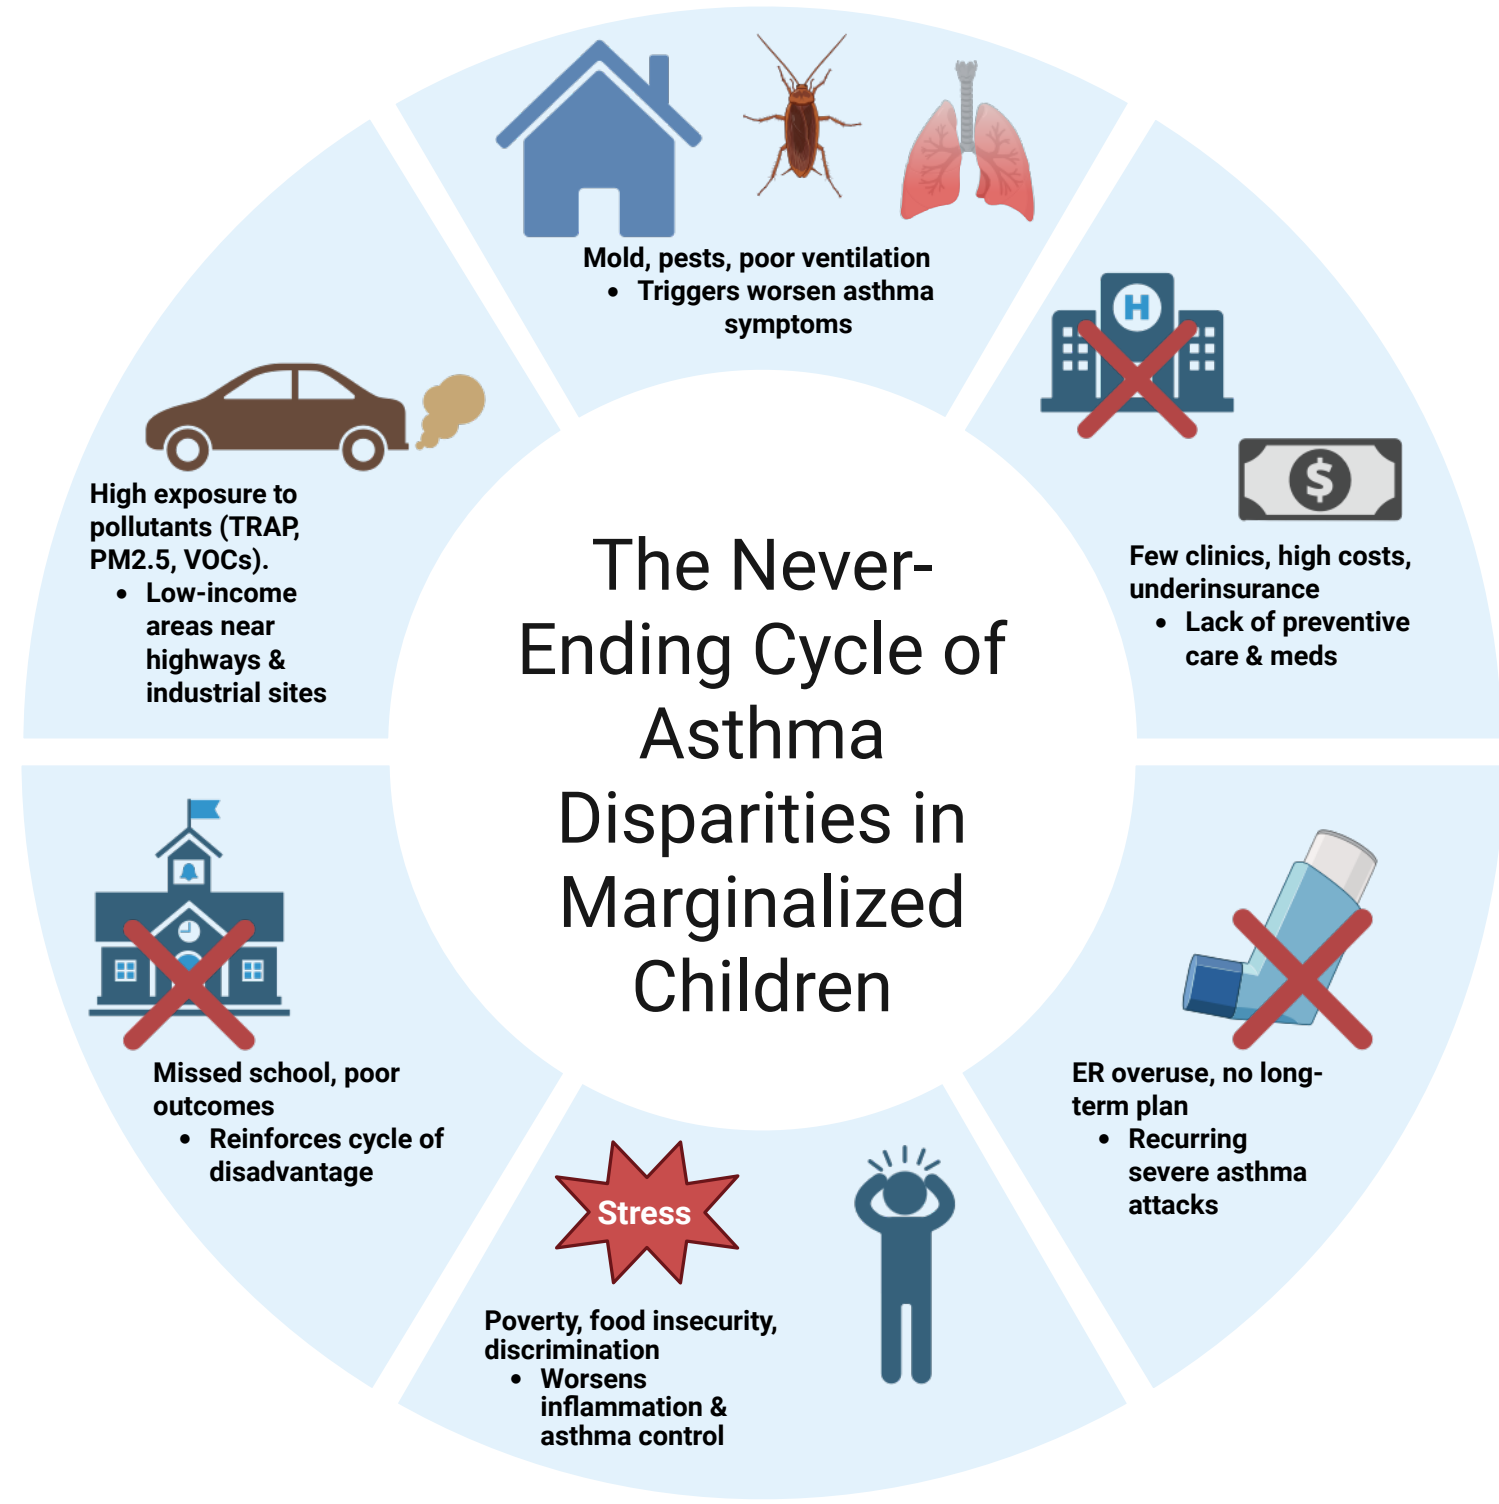 Mold, pests, poor ventilation
• Triggers worsen asthma
symptoms
H
$
Few clinics, high costs,
underinsurance
• Lack of preventive
care & meds
ER overuse, no long-
term plan
• Recurring
severe asthma
attacks
Stress
Poverty, food insecurity,
discrimination
• Worsens
inflammation &
asthma control
Missed school, poor
outcomes
• Reinforces cycle of
disadvantage
High exposure to
pollutants (TRAP,
PM2.5, VOCs).
• Low-income
areas near
highways &
industrial sites
The Never-
Ending Cycle of
Asthma
Disparities in
Marginalized
Children